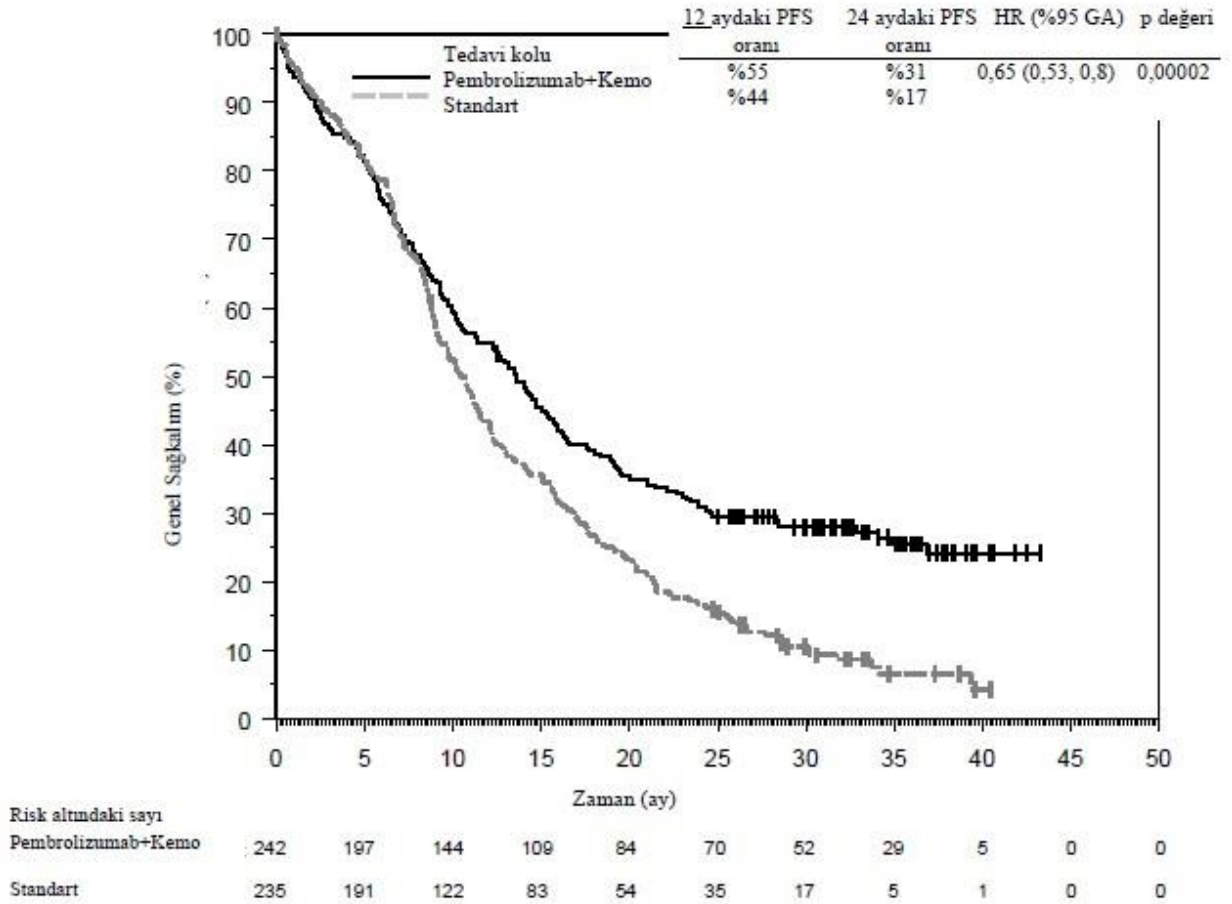 12 aydaki PFS oranı 24 aydaki PFS oranı HR (%95 GA) p değeri
%55 %31 0,65 (0,53, 0,8) 0,00002
%44 %17
Tedavi kolu
Pembrolizumab+Kemo
Standart
Genel Sağkalım (%)
100
90
80
70
60
50
40
30
20
10
0
0 5 10 15 20 25 30 35 40 45 50
Zaman (ay)
Risk altındaki sayı
Pembrolizumab+Kemo 242 197 144 109 84 70 52 29 5 0 0
Standart 235 191 122 83 54 35 17 5 1 0 0